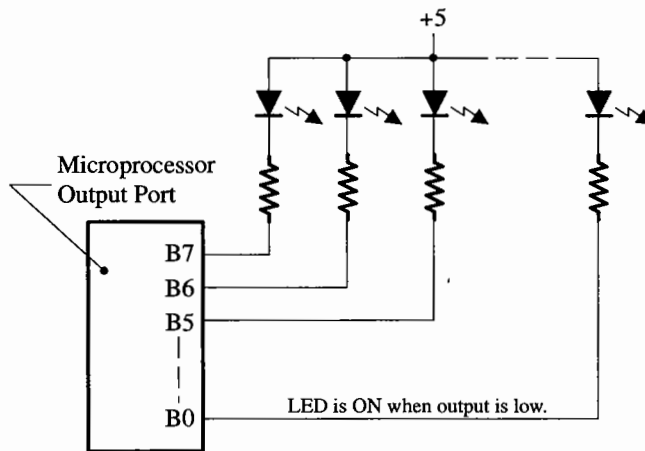 +5
Microprocessor
Output Port
B7
B6
B5
B0
LED is ON when output is low.